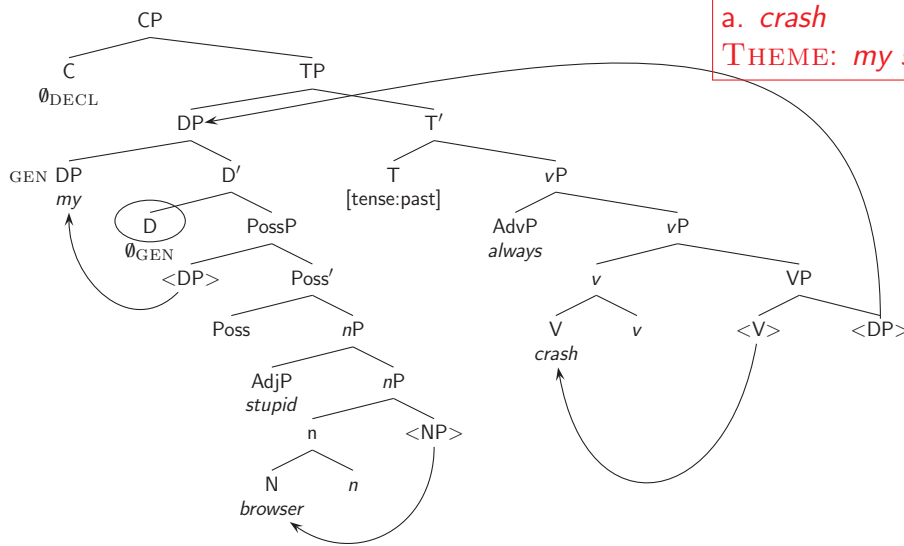 CP
a. crash
C TP
THEME: my s
∅DECL
DP T′
GEN DP D′ T vP
my [tense:past]
D PossP AdvP vP
∅GEN always
<DP> Poss′ v VP
Poss nP V v <V> <DP>
crash
AdjP nP
stupid
n <NP>
N n
browser